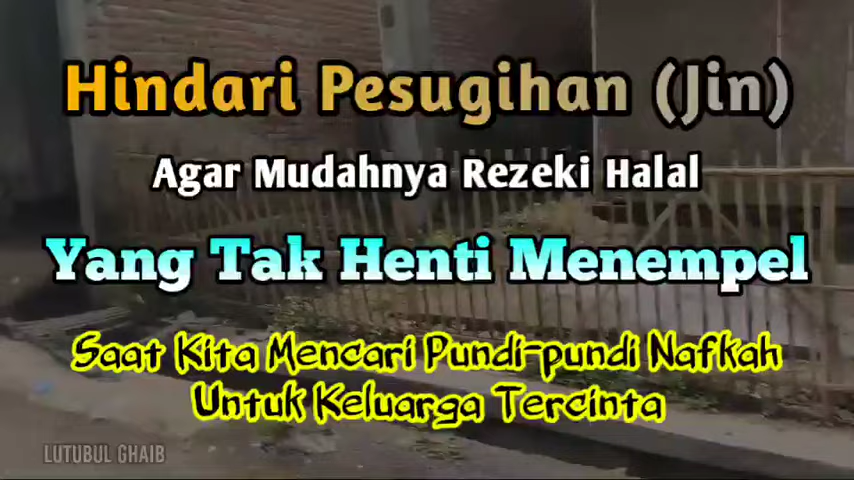 Hindari Pesugihan (Jin)
Agar Mudahnya Rezeki Halal
Yang Tak Henti Menempel
Saat Kita Mencari Pundi-pundi Nafkah
Untuk Keluarga Tercinta
LUTUBUL GHAIB